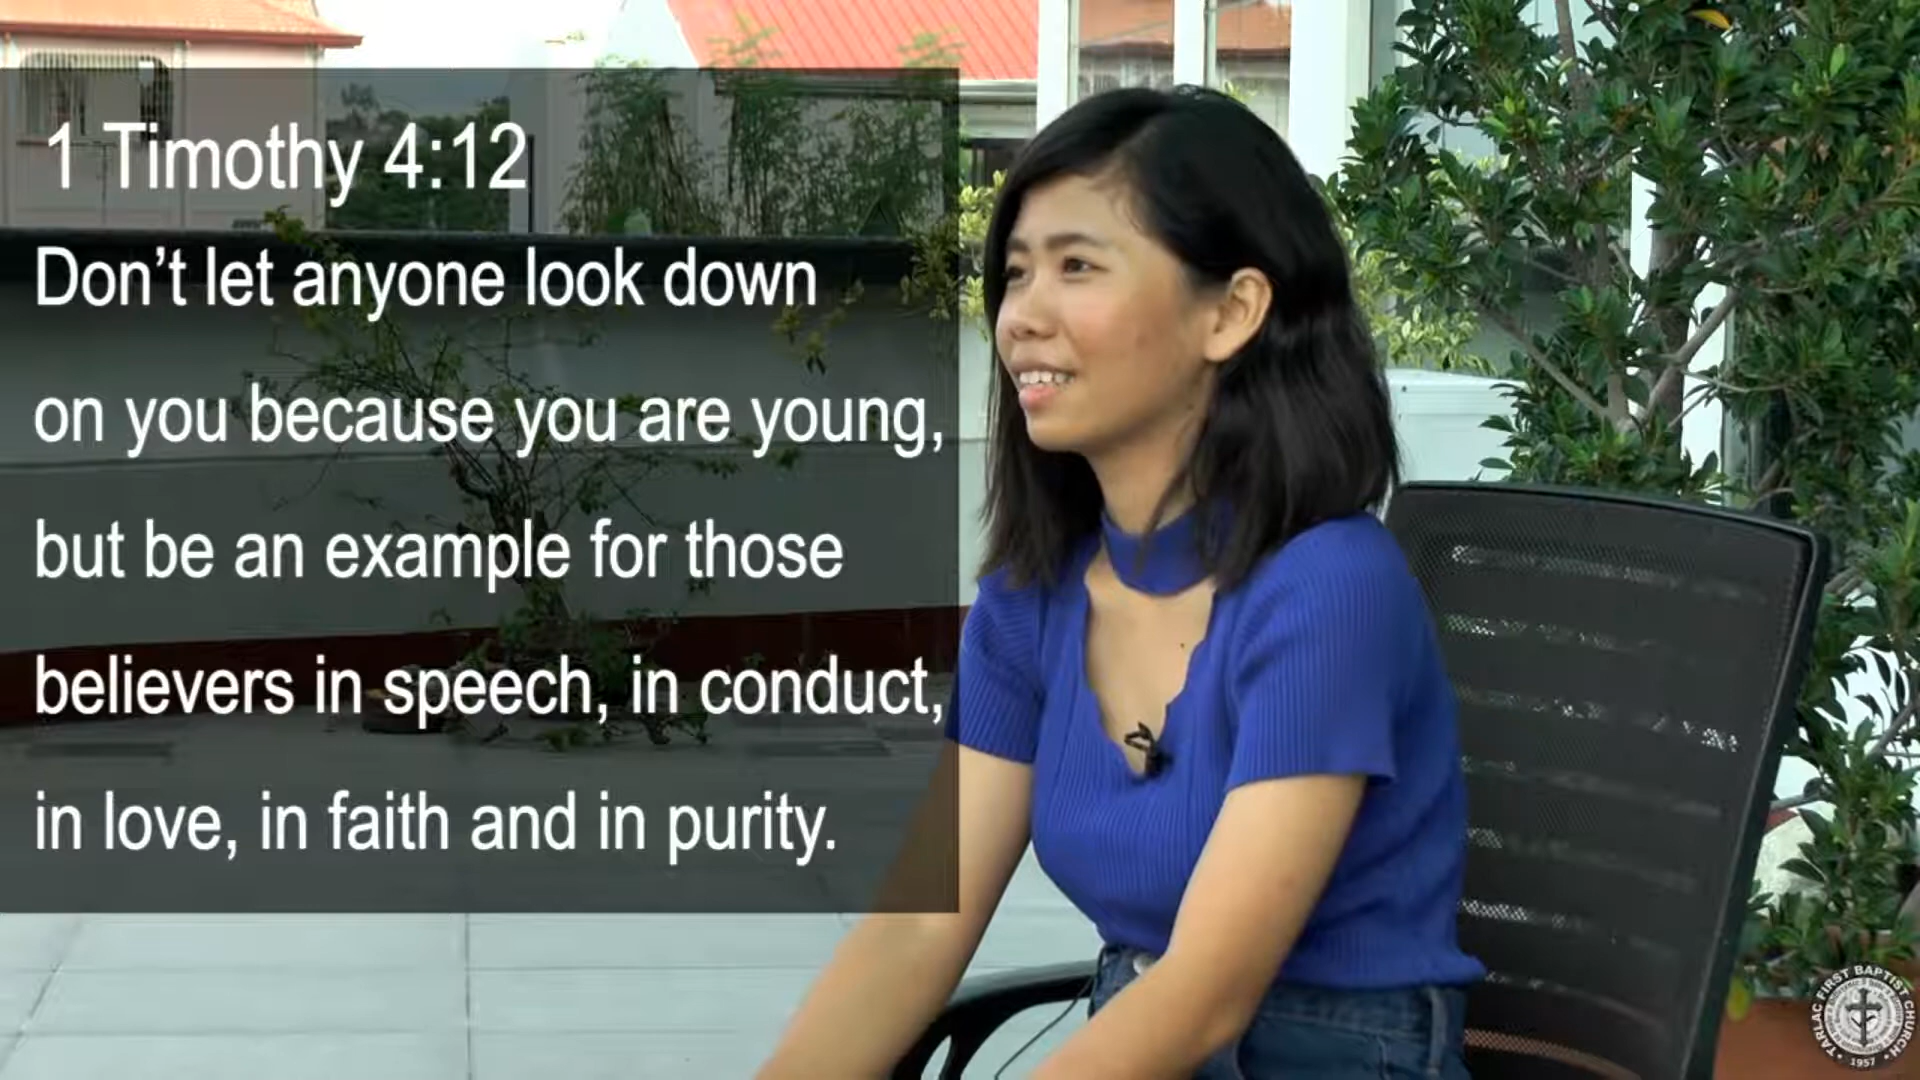 1 Timothy 4:12
Don't let anyone look down
on you because you are young,
but be an example for those
believers in speech, in conduct,
in love, in faith and in purity.
TARLAC FIRST BAPTIST CHURCH
1957